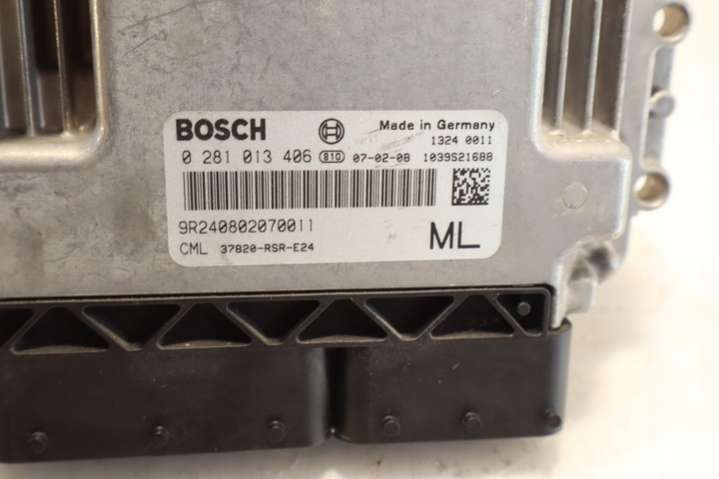 BOSCH Made in Germany
1324 0011
0 281 013 406 810 07-02-08 1039S21688
9R240802070011
CML 37820-RSR-E24 ML